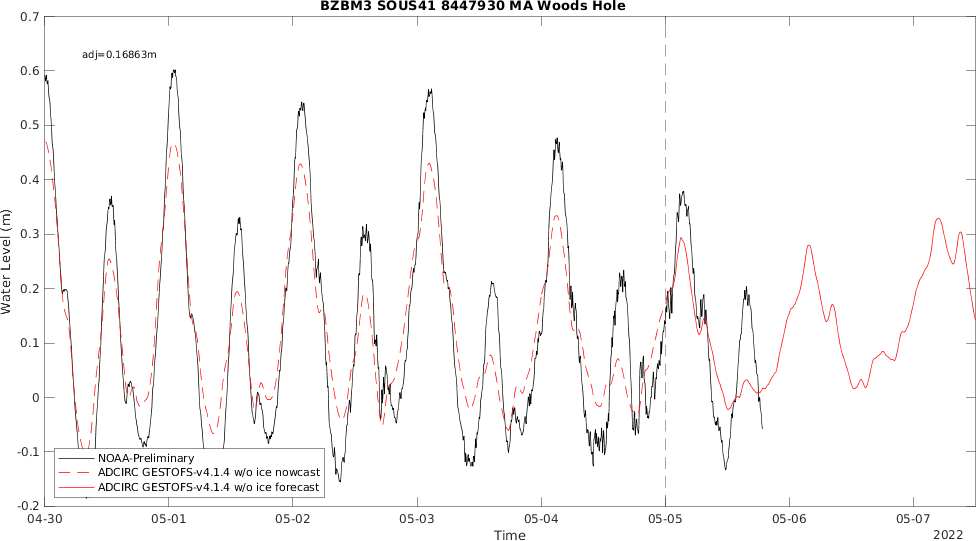 BZBM3 SOUS41 8447930 MA Woods Hole
0.7
0.6
0.5
0.4
0.3
0.2
0.1
0
-0.1
-0.2
Water Level (m)
adj=0.16863m
NOAA-Preliminary
ADCIRC GESTOFS-v4.1.4 w/o ice nowcast
ADCIRC GESTOFS-v4.1.4 w/o ice forecast
04-30 05-01 05-02 05-03 05-04 05-05 05-06 05-07
Time
2022